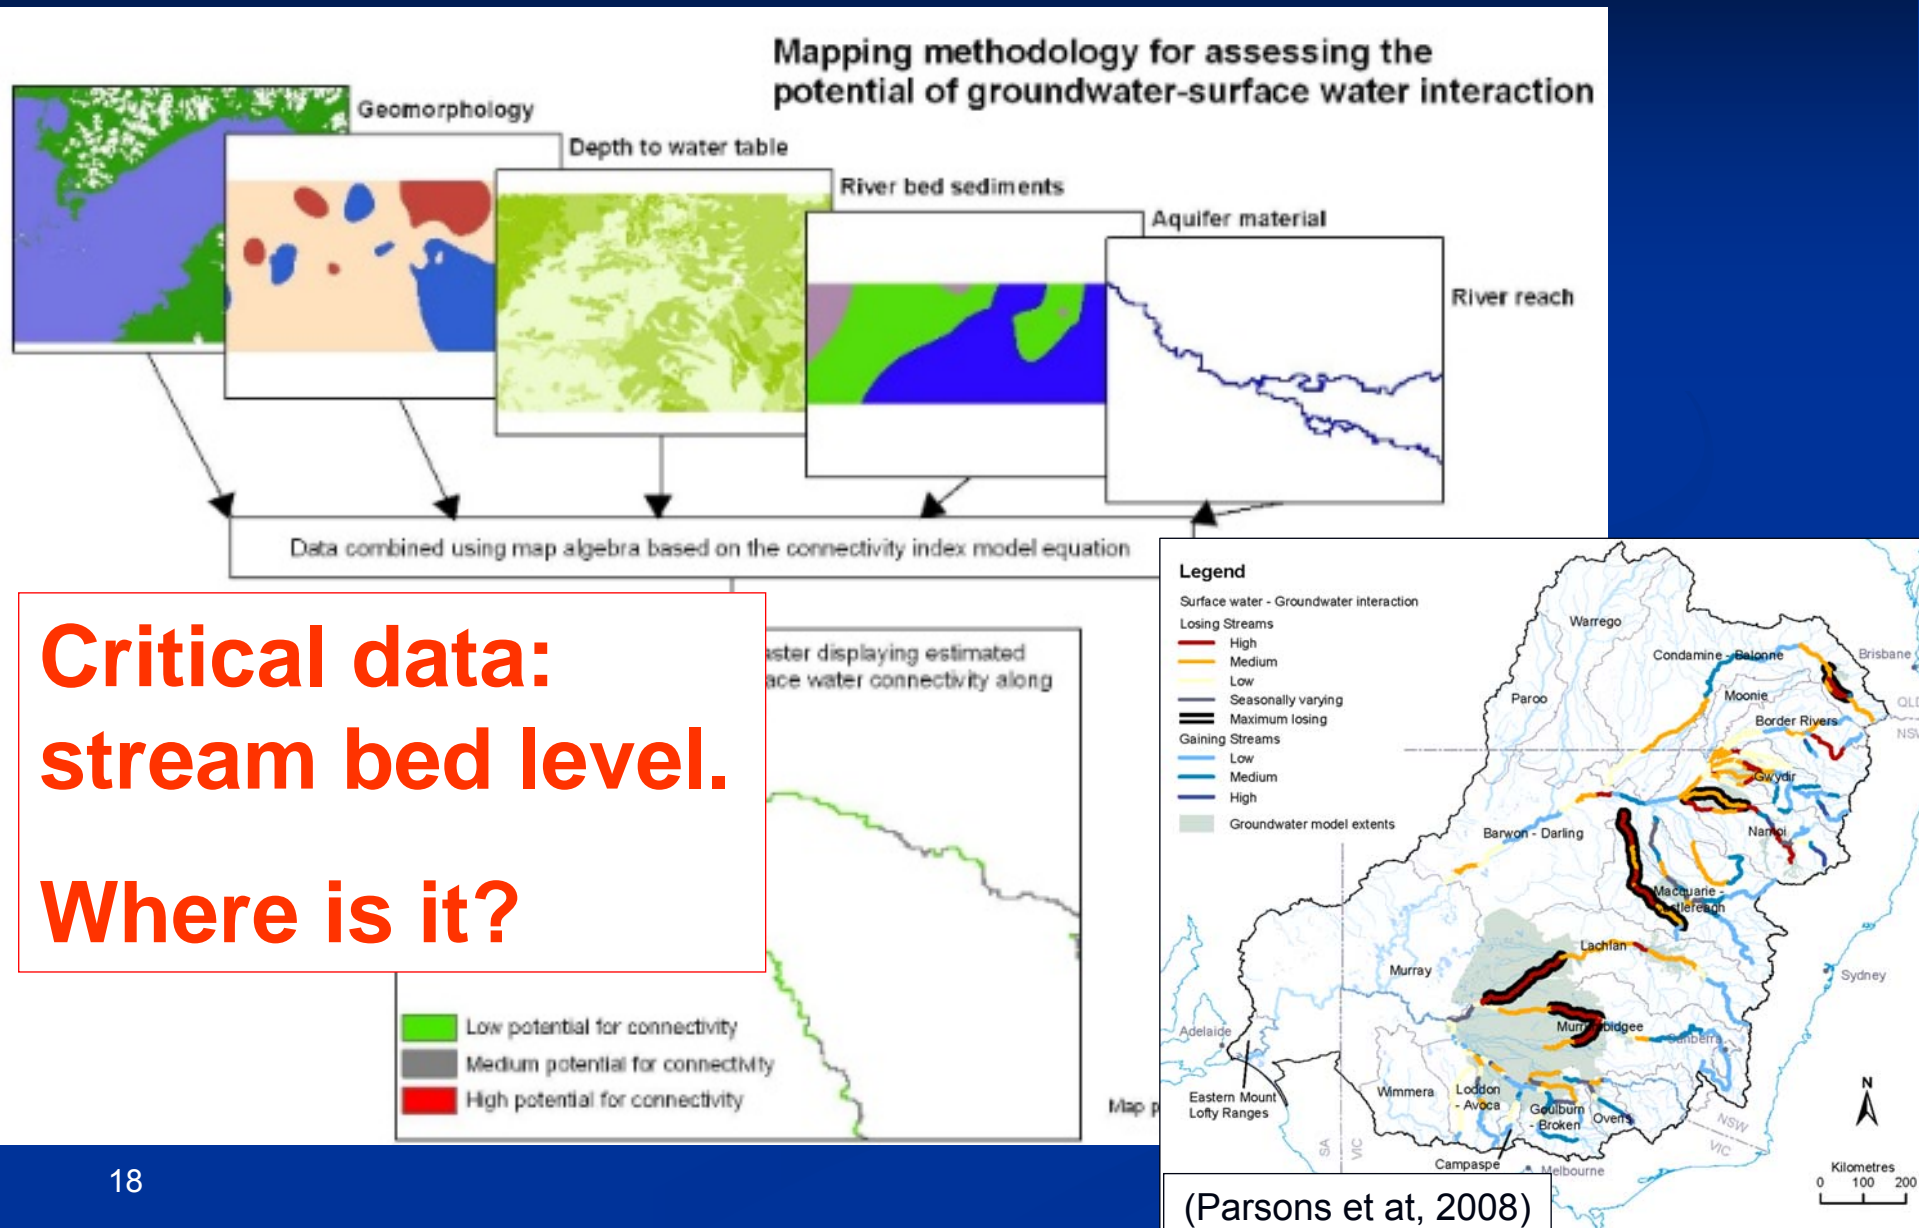 Mapping methodology for assessing the
potential of groundwater-surface water interaction
Geomorphology
Depth to water table
River bed sediments
Aquifer material
River reach
Data combined using map algebra based on the connectivity index model equation
Critical data:
stream bed level.
Where is it?
aster displaying estimated
ace water connectivity along
Low potential for connectivity
Medium potential for connectivity
High potential for connectivity
Map p
Legend
Surface water - Groundwater interaction
Losing Streams
High
Medium
Low
Seasonally varying
Maximum losing
Gaining Streams
Low
Medium
High
Groundwater model extents
Warrego
Condamine - Balonne
Brisbane
Paroo
Moonie
QLD
Border Rivers
NSW
Gwydir
Barwon - Darling
Namoi
Macquarie -
stlereagh
Lachlan
Murray
Sydney
Murrumbidgee
Adelaide
Canberra
Eastern Mount
Lofty Ranges
Wimmera
Loddon
- Avoca
Goulburn
- Broken
Ovens
NSW
VIC
SA
VIC
Campaspe
Melbourne
N
Kilometres
0 100 200
(Parsons et at, 2008)
18